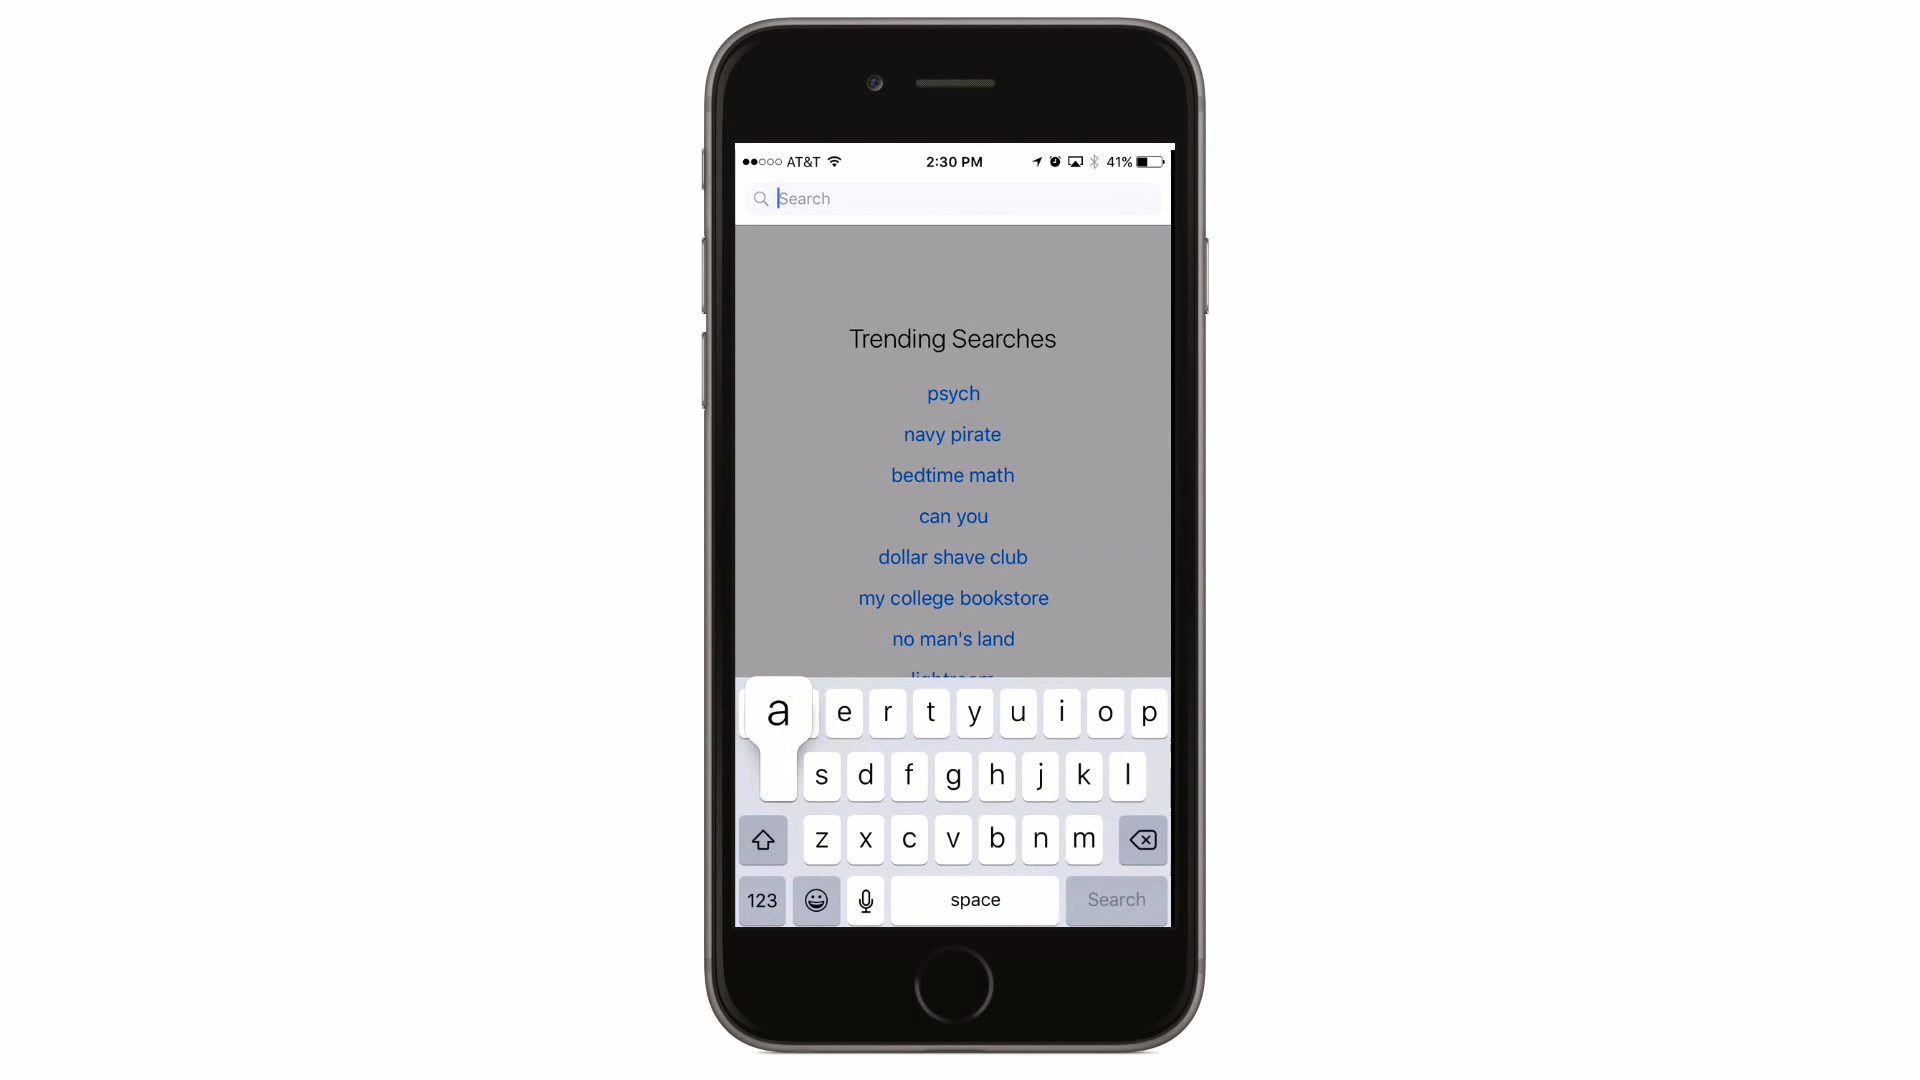 AT&T 2:30 PM 41%
Search
Trending Searches
psych
navy pirate
bedtime math
can you
dollar shave club
my college bookstore
no man's land
a e r t y u i o p
s d f g h j k l
z x c v b n m
123 space Search